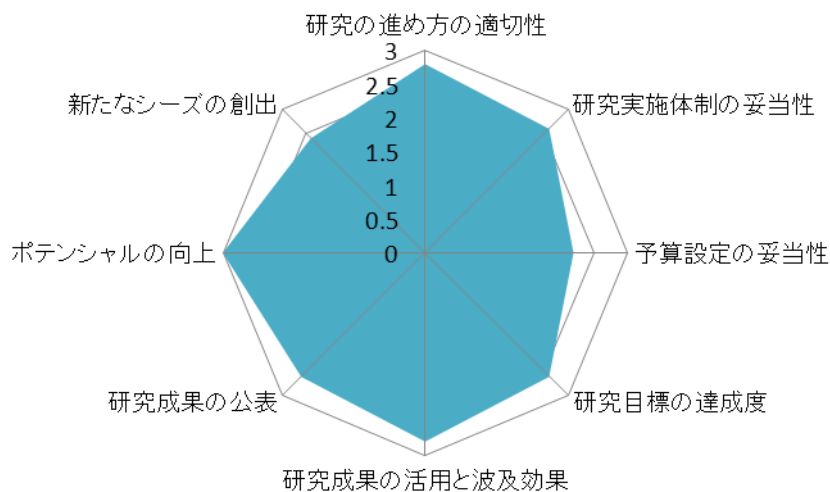 研究の進め方の適切性
3
2.5
2
1.5
1
0.5
0
新たなシーズの創出
研究実施体制の妥当性
ポテンシャルの向上
予算設定の妥当性
研究成果の公表
研究目標の達成度
研究成果の活用と波及効果